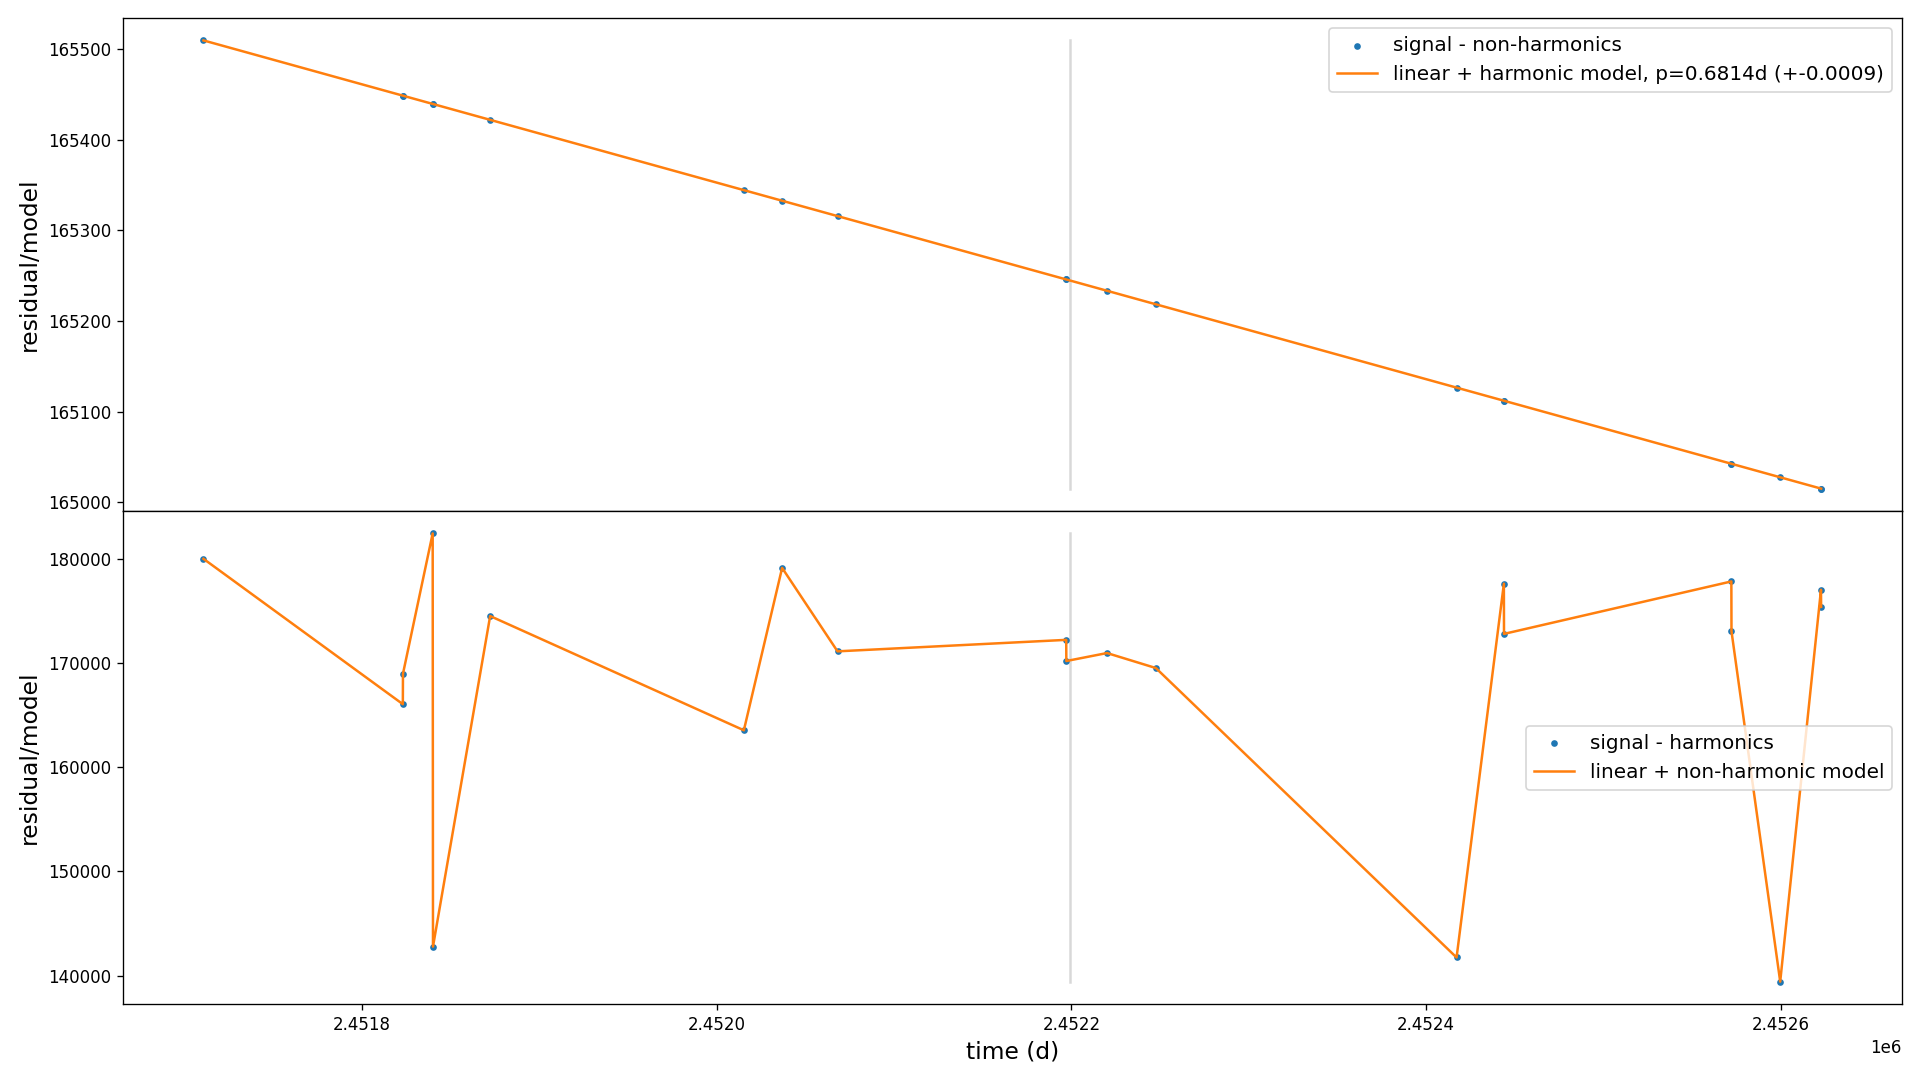 165500
165400
165300
165200
165100
165000
residual/model
signal - non-harmonics
linear + harmonic model, p=0.6814d (+-0.0009)
180000
170000
160000
150000
140000
residual/model
signal - harmonics
linear + non-harmonic model
2.4518 2.4520 2.4522 2.4524 2.4526
1e6
time (d)